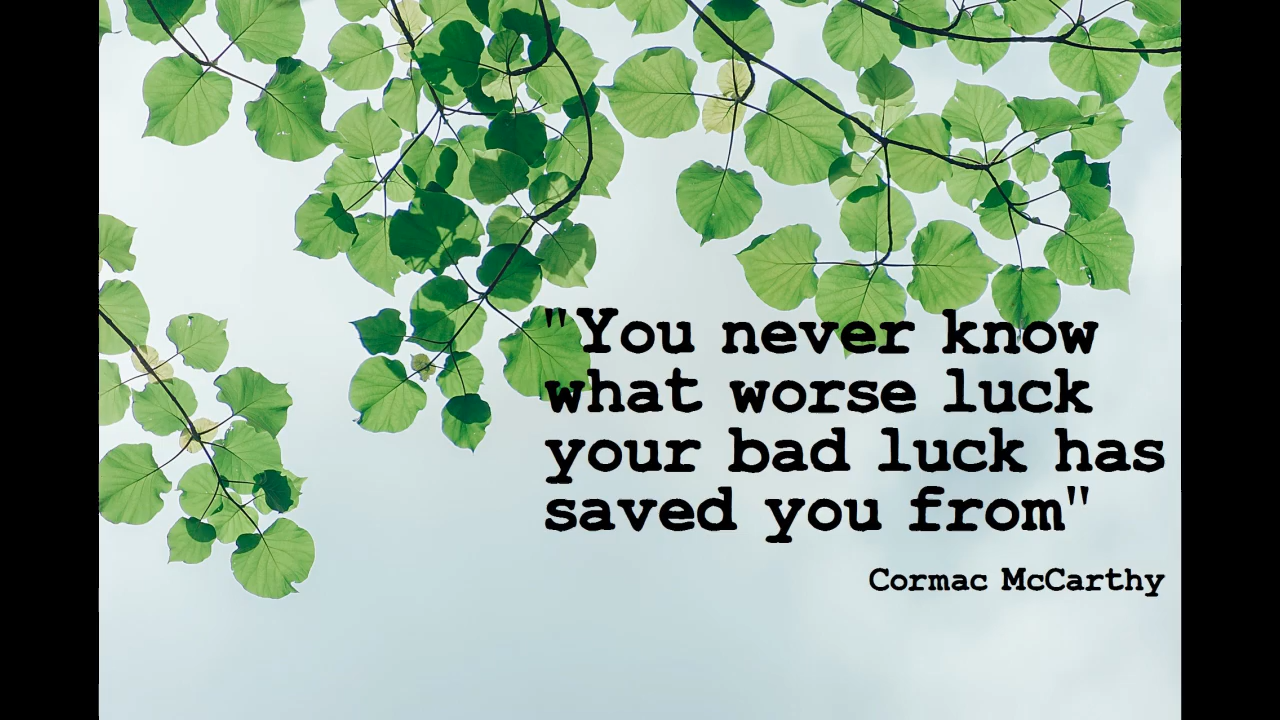 "You never know
what worse luck
your bad luck has
saved you from"
Cormac McCarthy